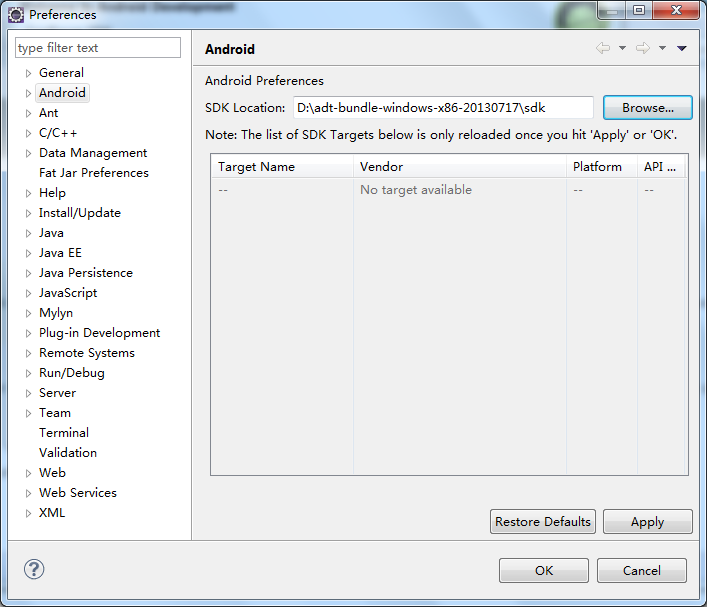 Preferences
type filter text
General
Android
Ant
C/C++
Data Management
Fat Jar Preferences
Help
Install/Update
Java
Java EE
Java Persistence
JavaScript
Mylyn
Plug-in Development
Remote Systems
Run/Debug
Server
Team
Terminal
Validation
Web
Web Services
XML
Android
Android Preferences
SDK Location: D:\adt-bundle-windows-x86-20130717\sdk Browse...
Note: The list of SDK Targets below is only reloaded once you hit 'Apply' or 'OK'.
Target Name Vendor Platform API ...
-- No target available -- --
Restore Defaults Apply
? OK Cancel